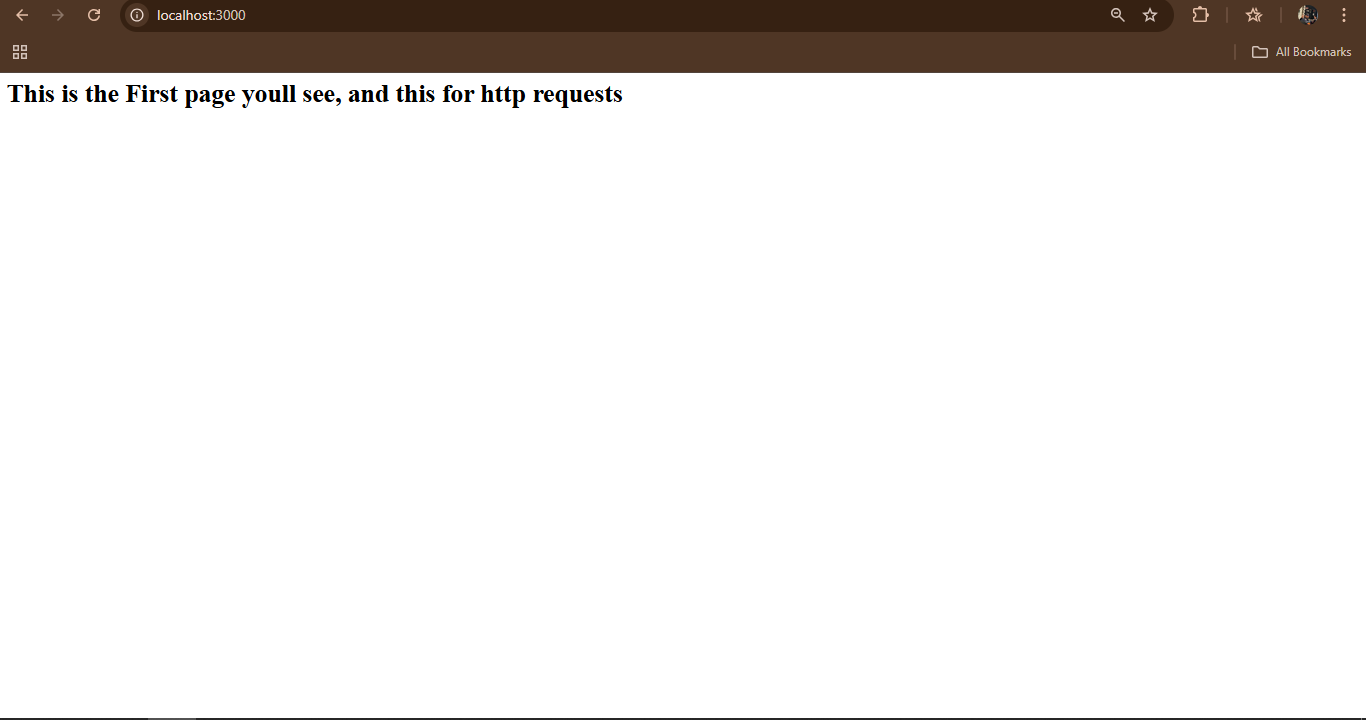 localhost:3000
All Bookmarks
This is the First page youll see, and this for http requests